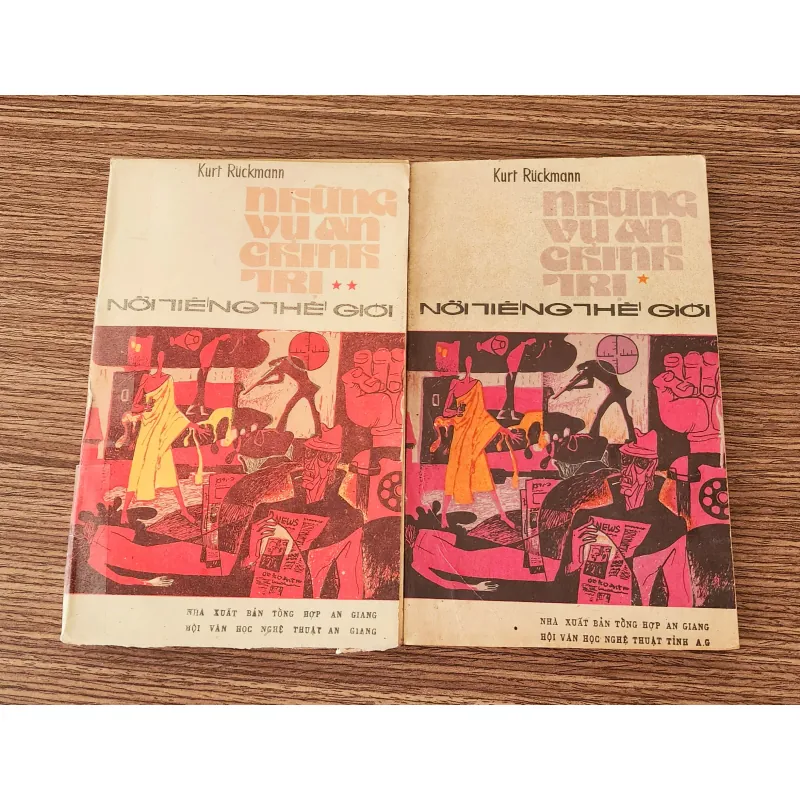 Kurt Rückmann
NHỮNG
VỤ ÁN
CHÍNH
TRỊ **
NỔI TIẾNG THẾ GIỚI
NEWS
NHÀ XUẤT BẢN TỔNG HỢP AN GIANG
HỘI VĂN HỌC NGHỆ THUẬT AN GIANG
Kurt Rückmann
NHỮNG
VỤ ÁN
CHÍNH
TRỊ *
NỔI TIẾNG THẾ GIỚI
NEWS
NHÀ XUẤT BẢN TỔNG HỢP AN GIANG
HỘI VĂN HỌC NGHỆ THUẬT TỈNH A.G